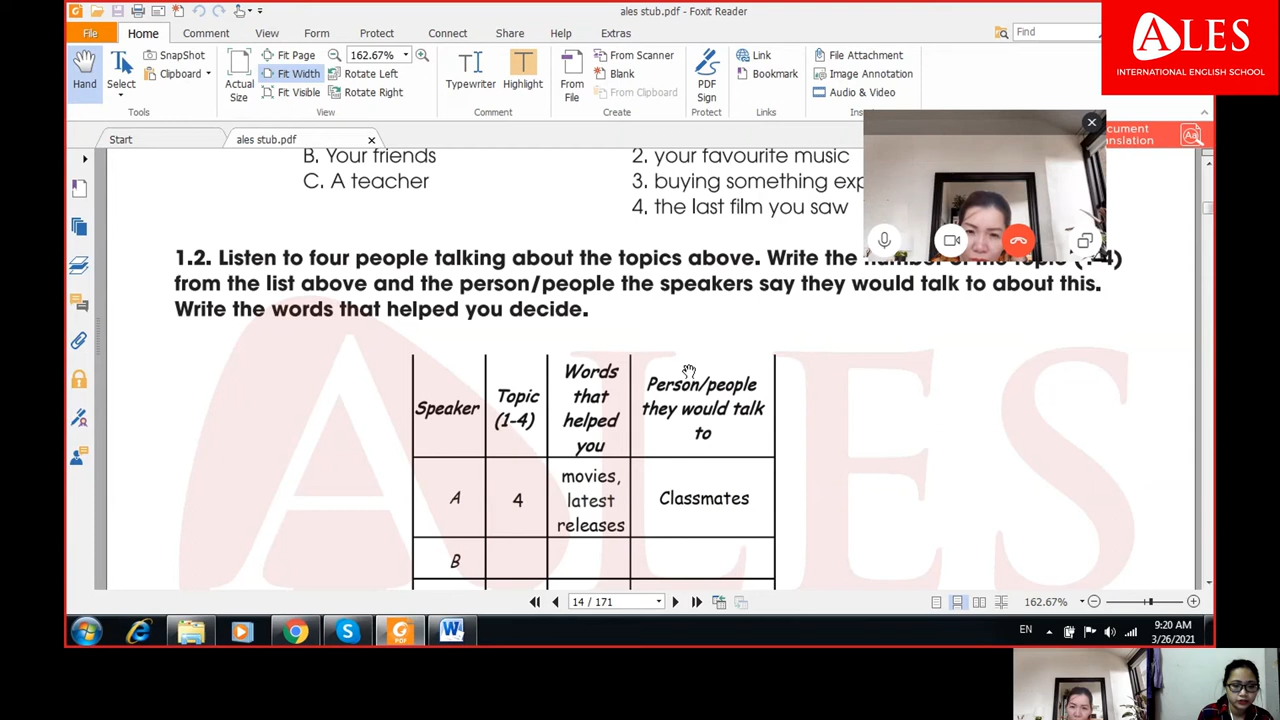 ales stub.pdf - Foxit Reader
File Home Comment View Form Protect Connect Share Help Extras
Find
ALES
INTERNATIONAL ENGLISH SCHOOL
Hand
Select
SnapShot
Clipboard
Tools
Actual Size
Fit Page
Fit Width
Fit Visible
162.67%
Rotate Left
Rotate Right
View
Typewriter
Highlight
Comment
From File
From Scanner
Blank
From Clipboard
Create
PDF Sign
Protect
Link
Bookmark
Links
File Attachment
Image Annotation
Audio & Video
Start
ales stub.pdf
B. Your friends
C. A teacher
2. your favourite music
3. buying something exp
4. the last film you saw
1.2. Listen to four people talking about the topics above. Write the
from the list above and the person/people the speakers say they would talk to about this.
Write the words that helped you decide.
Speaker
Topic (1-4)
Words that helped you
Person/people they would talk to
A
4
movies, latest releases
Classmates
B
ALES
14 / 171
162.67%
EN
9:20 AM
3/26/2021